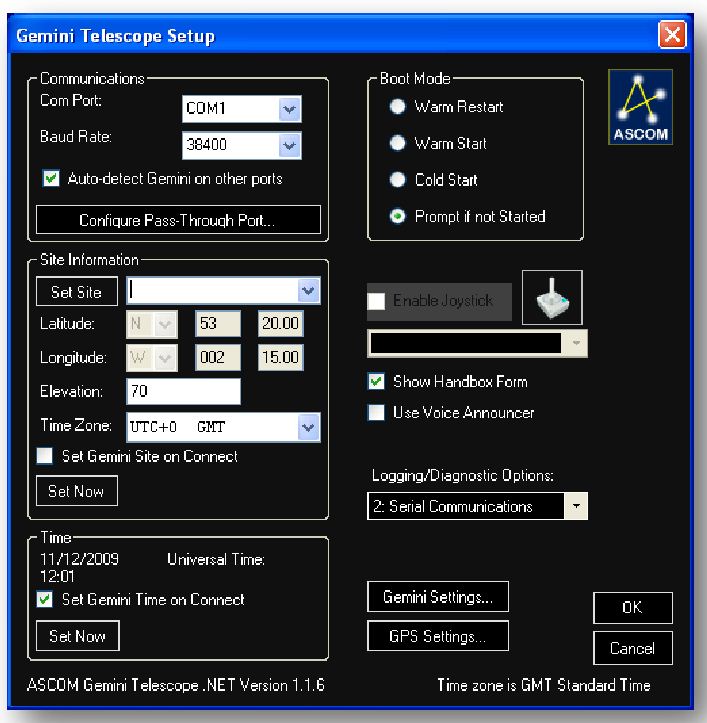 Gemini Telescope Setup
Communications
Com Port: COM1
Baud Rate: 38400
Auto-detect Gemini on other ports
Configure Pass-Through Port...
Boot Mode
Warm Restart
Warm Start
Cold Start
Prompt if not Started
ASCOM
Site Information
Set Site
Latitude: N 53 20.00
Longitude: W 002 15.00
Elevation: 70
Time Zone: UTC+0 GMT
Set Gemini Site on Connect
Set Now
Enable Joystick
Show Handbox Form
Use Voice Announcer
Logging/Diagnostic Options:
2: Serial Communications
Time
11/12/2009 Universal Time:
12:01
Set Gemini Time on Connect
Set Now
Gemini Settings...
GPS Settings...
OK
Cancel
ASCOM Gemini Telescope .NET Version 1.1.6
Time zone is GMT Standard Time